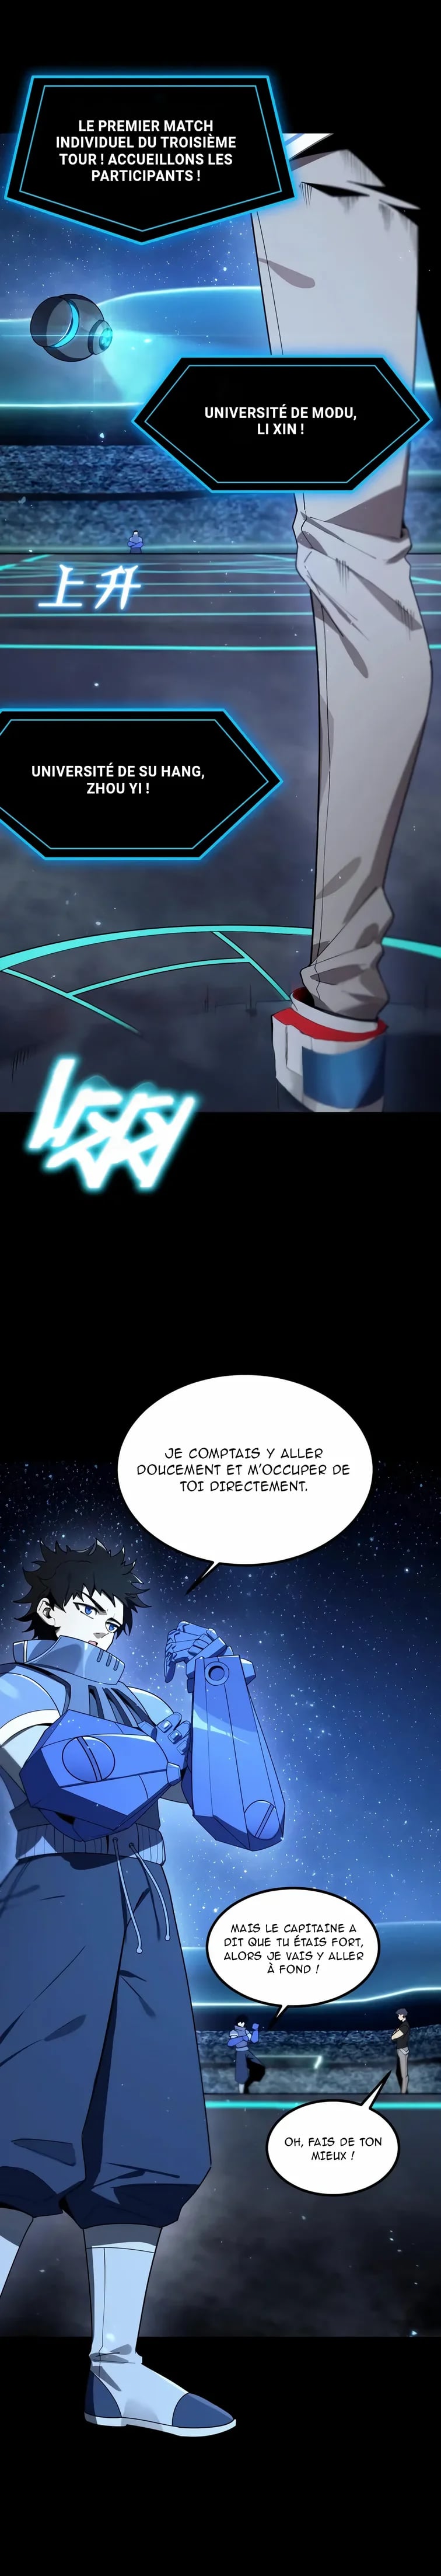 LE PREMIER MATCH
INDIVIDUEL DU TROISIÈME
TOUR ! ACCUEILLONS LES
PARTICIPANTS !
UNIVERSITÉ DE MODU,
LI XIN !
上升
UNIVERSITÉ DE SU HANG,
ZHOU YI !
JE COMPTAIS Y ALLER
DOUCEMENT ET M'OCCUPER DE
TOI DIRECTEMENT.
MAIS LE CAPITAINE A
DIT QUE TU ÉTAIS FORT,
ALORS JE VAIS Y ALLER
À FOND !
OH, FAIS DE TON
MIEUX !